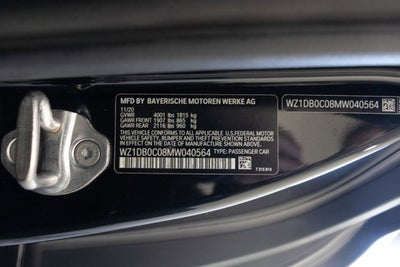 MFD BY BAYERISCHE MOTOREN WERKE AG
11/20
GVWR 4001 lbs 1815 kg
GAWR FRONT 1907 lbs 865 kg
GAWR REAR 2116 lbs 960 kg
THIS VEHICLE CONFORMS TO ALL APPLICABLE
U.S.FEDERAL MOTOR
VEHICLE SAFETY, BUMPER AND THEFT
PREVENTION STANDARDS IN EFFECT ON THE
DATE OF MANUFACTURE SHOWN ABOVE.
WZ1DB0C08MW040564
TYPE: PASSENGER CAR
WZ1DB0C08MW040564